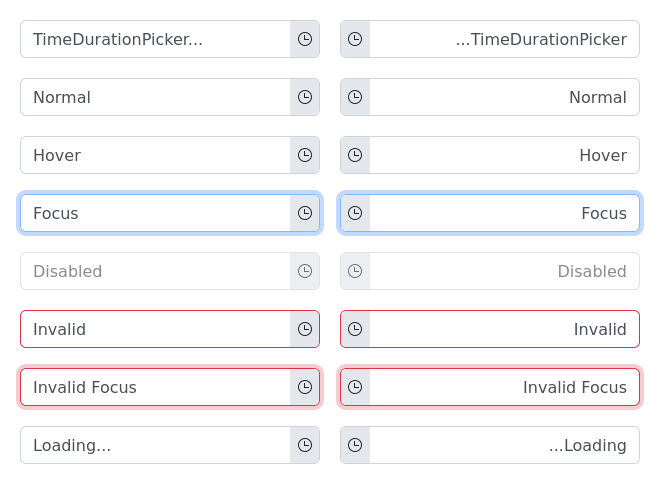 TimeDurationPicker... ...TimeDurationPicker
Normal Normal
Hover Hover
Focus Focus
Disabled Disabled
Invalid Invalid
Invalid Focus Invalid Focus
Loading... ...Loading